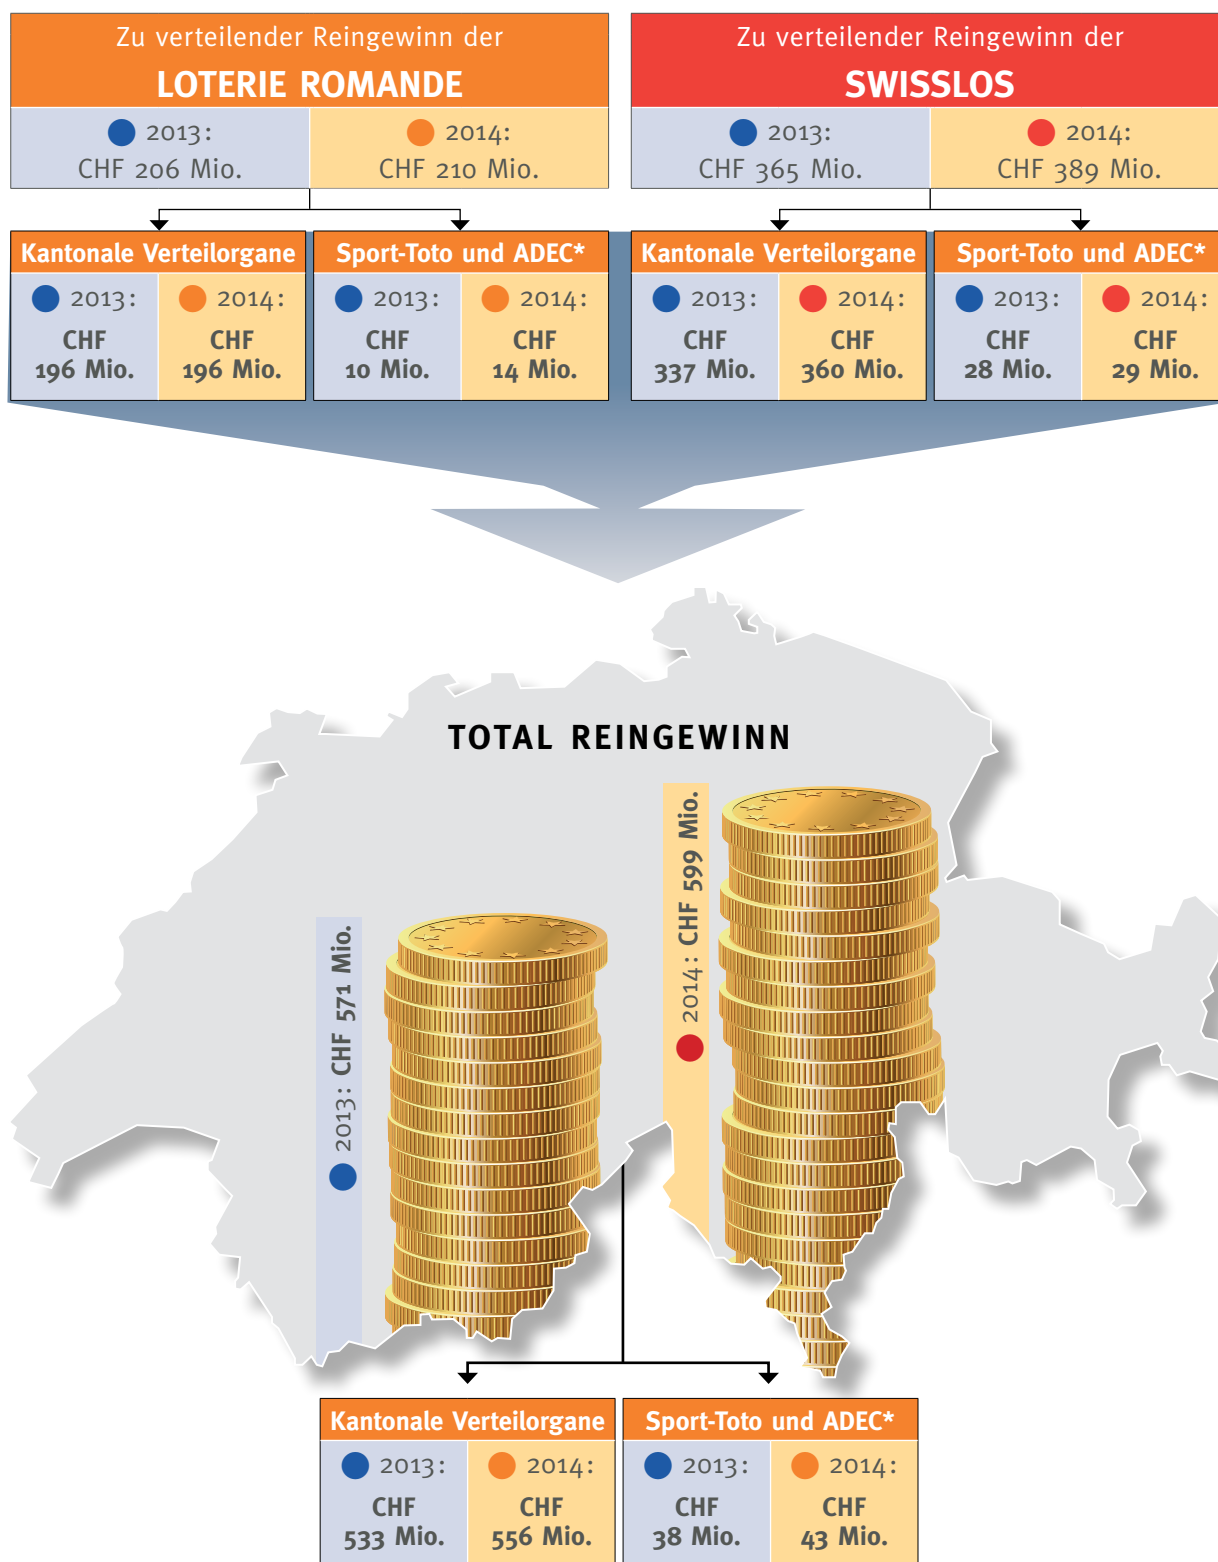 Zu verteilender Reingewinn der
LOTERIE ROMANDE
2013:
CHF 206 Mio.
2014:
CHF 210 Mio.
Zu verteilender Reingewinn der
SWISSLOS
2013:
CHF 365 Mio.
2014:
CHF 389 Mio.
Kantonale Verteilorgane
2013:
CHF
196 Mio.
2014:
CHF
196 Mio.
Sport-Toto und ADEC*
2013:
CHF
10 Mio.
2014:
CHF
14 Mio.
Kantonale Verteilorgane
2013:
CHF
337 Mio.
2014:
CHF
360 Mio.
Sport-Toto und ADEC*
2013:
CHF
28 Mio.
2014:
CHF
29 Mio.
TOTAL REINGEWINN
2013: CHF 571 Mio.
2014: CHF 599 Mio.
Kantonale Verteilorgane
2013:
CHF
533 Mio.
2014:
CHF
556 Mio.
Sport-Toto und ADEC*
2013:
CHF
38 Mio.
2014:
CHF
43 Mio.